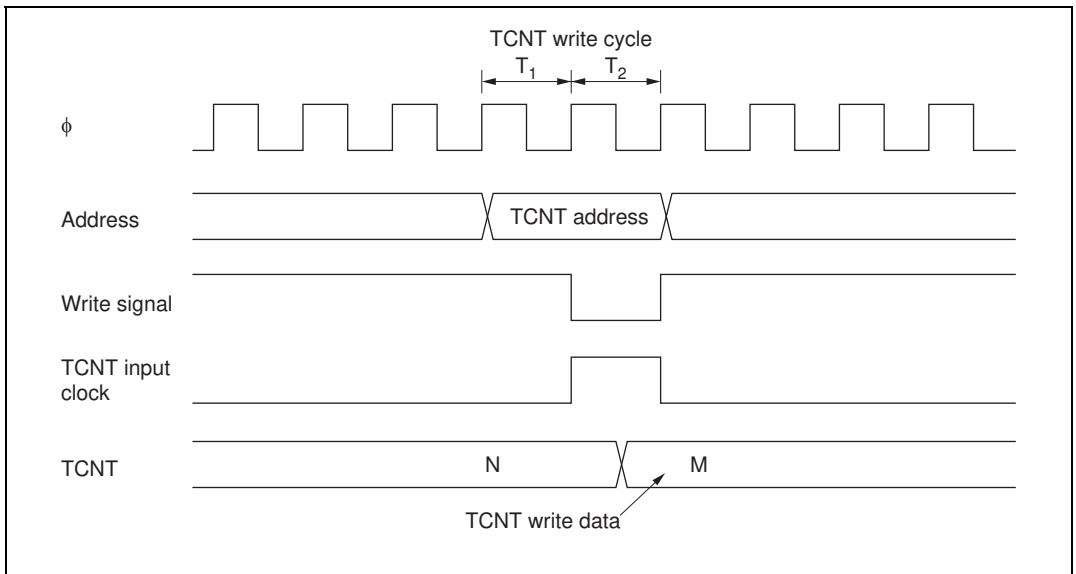 TCNT write cycle
T1 T2
ϕ
Address
TCNT address
Write signal
TCNT input
clock
TCNT
N
M
TCNT write data